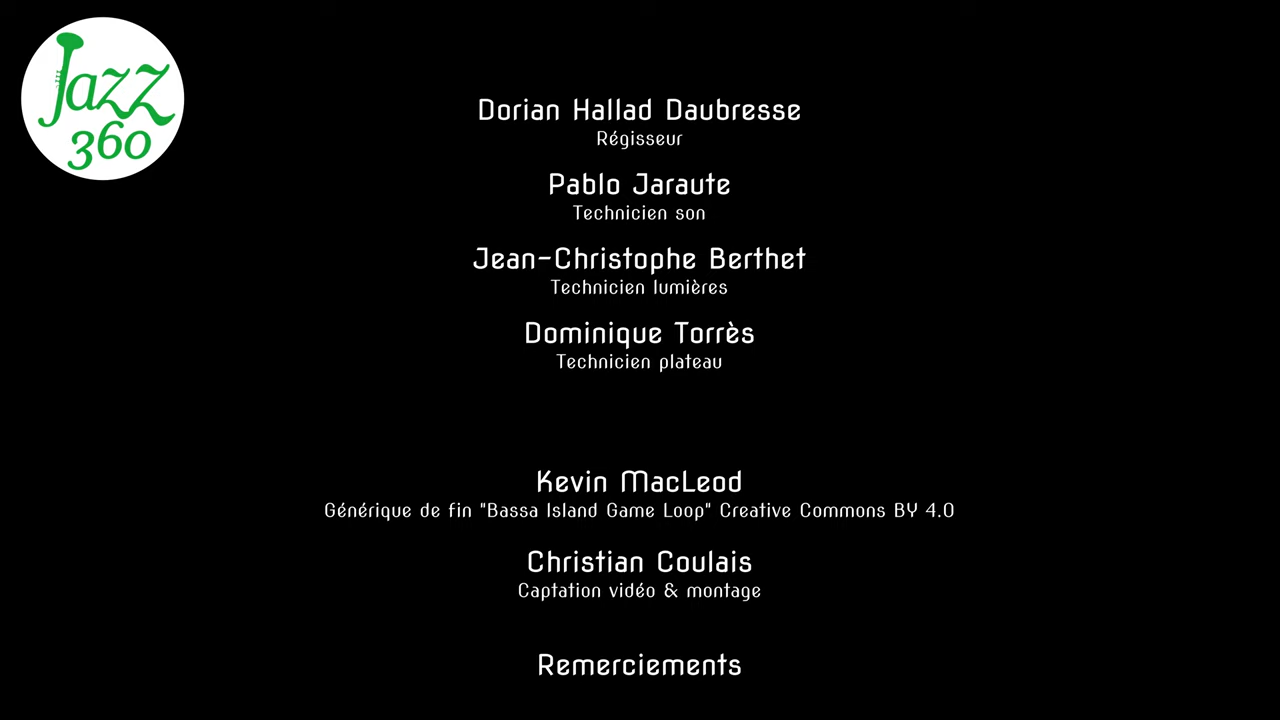 Jazz
360
Dorian Hallad Daubresse
Régisseur
Pablo Jaraute
Technicien son
Jean-Christophe Berthet
Technicien lumières
Dominique Torrès
Technicien plateau
Kevin MacLeod
Générique de fin "Bassa Island Game Loop" Creative Commons BY 4.0
Christian Coulais
Captation vidéo & montage
Remerciements